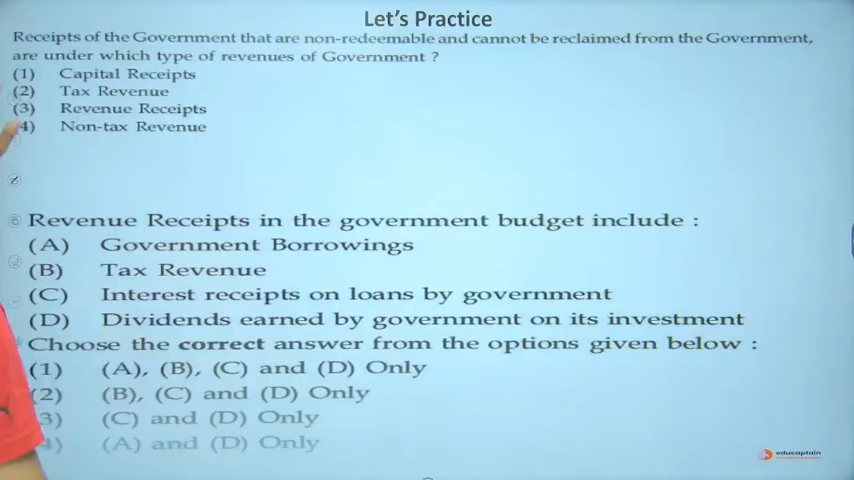 Let's Practice
Receipts of the Government that are non-redeemable and cannot be reclaimed from the Government,
are under which type of revenues of Government ?
(1) Capital Receipts
(2) Tax Revenue
(3) Revenue Receipts
4) Non-tax Revenue
Revenue Receipts in the government budget include :
(A) Government Borrowings
(B) Tax Revenue
(C) Interest receipts on loans by government
(D) Dividends earned by government on its investment
Choose the correct answer from the options given below :
(1) (A), (B), (C) and (D) Only
(2) (B), (C) and (D) Only
3) (C) and (D) Only
4) (A) and (D) Only
educaptain